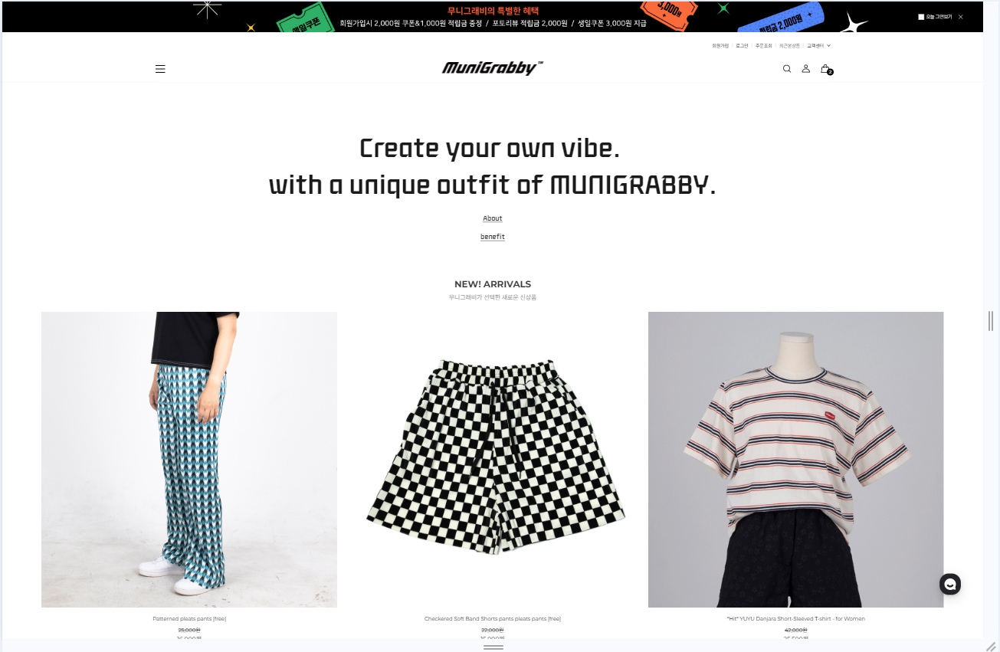 무니그래비의 특별한 혜택
회원가입시 2,000원 쿠폰&1,000원 적립금 증정 / 포토리뷰 적립금 2,000원 / 생일쿠폰 3,000원 지급
생일쿠폰
3,000원
적립금 2,000원
오늘 그만보기
회원가입 로그인 주문조회 최근본상품 고객센터
MuniGrabby™
2
Create your own vibe.
with a unique outfit of MUNIGRABBY.
About
benefit
NEW! ARRIVALS
무니그래비가 선택한 새로운 신상품
Patterned pleats pants [free]
25,000원
Checkered Soft Band Shorts pants pleats pants [free]
22,000원
"Hit" YUYU Danjara Short-Sleeved T-shirt - for Women
42,000원